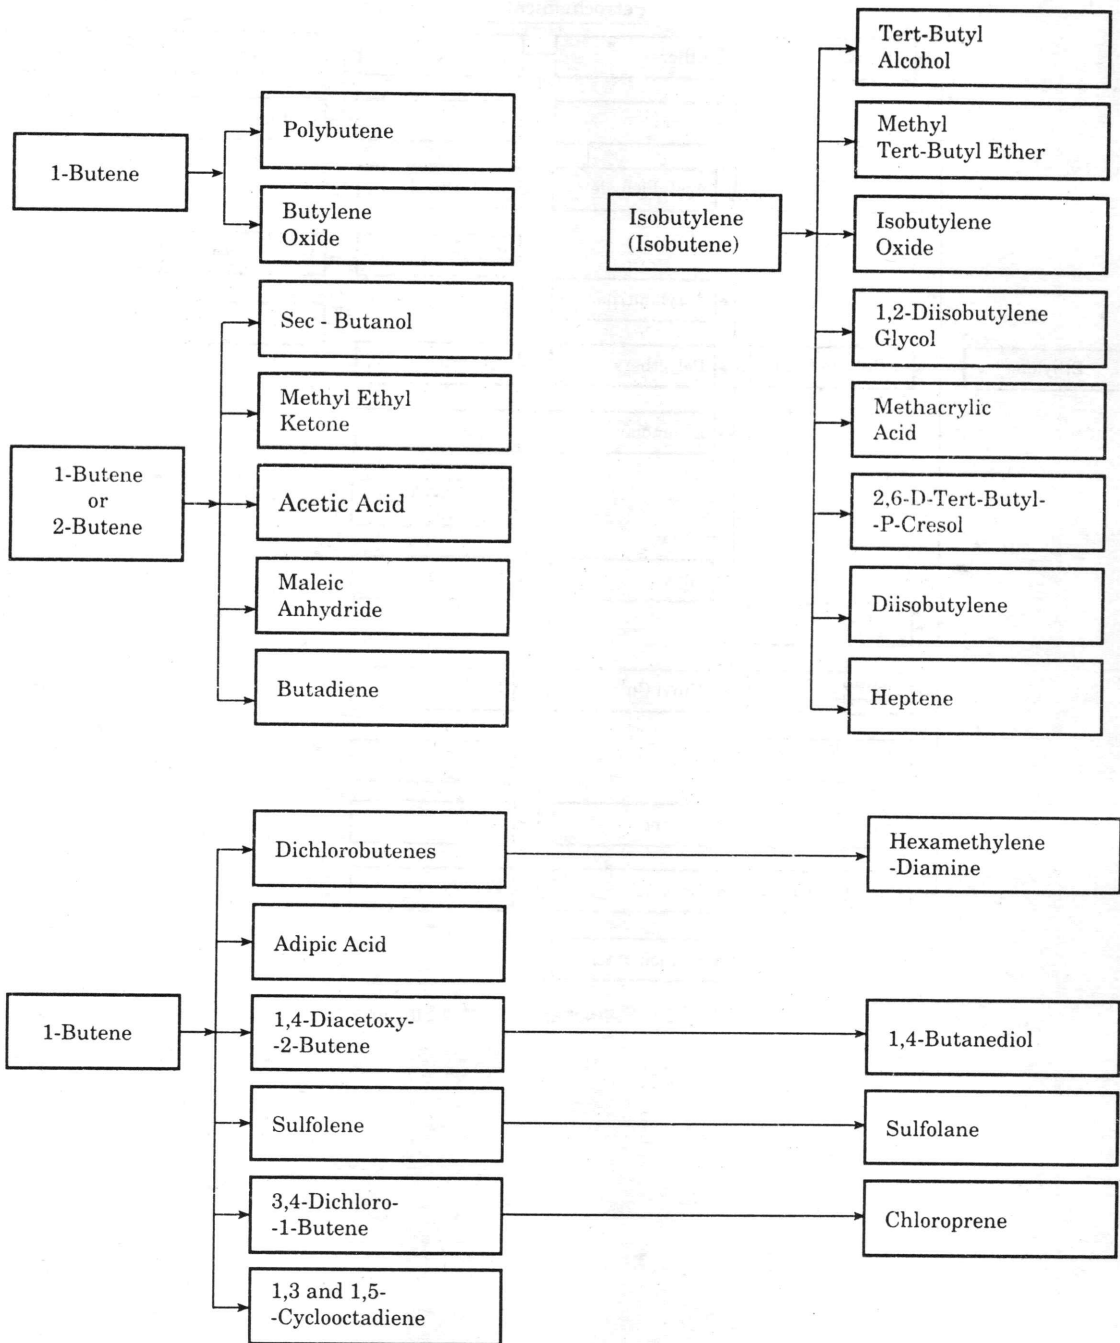 1-Butene
Polybutene
Butylene
Oxide
1-Butene
or
2-Butene
Sec - Butanol
Methyl Ethyl
Ketone
Acetic Acid
Maleic
Anhydride
Butadiene
Isobutylene
(Isobutene)
Tert-Butyl
Alcohol
Methyl
Tert-Butyl Ether
Isobutylene
Oxide
1,2-Diisobutylene
Glycol
Methacrylic
Acid
2,6-D-Tert-Butyl-
-P-Cresol
Diisobutylene
Heptene
1-Butene
Dichlorobutenes
Hexamethylene
-Diamine
Adipic Acid
1,4-Diacetoxy-
-2-Butene
1,4-Butanediol
Sulfolene
Sulfolane
3,4-Dichloro-
-1-Butene
Chloroprene
1,3 and 1,5-
-Cyclooctadiene